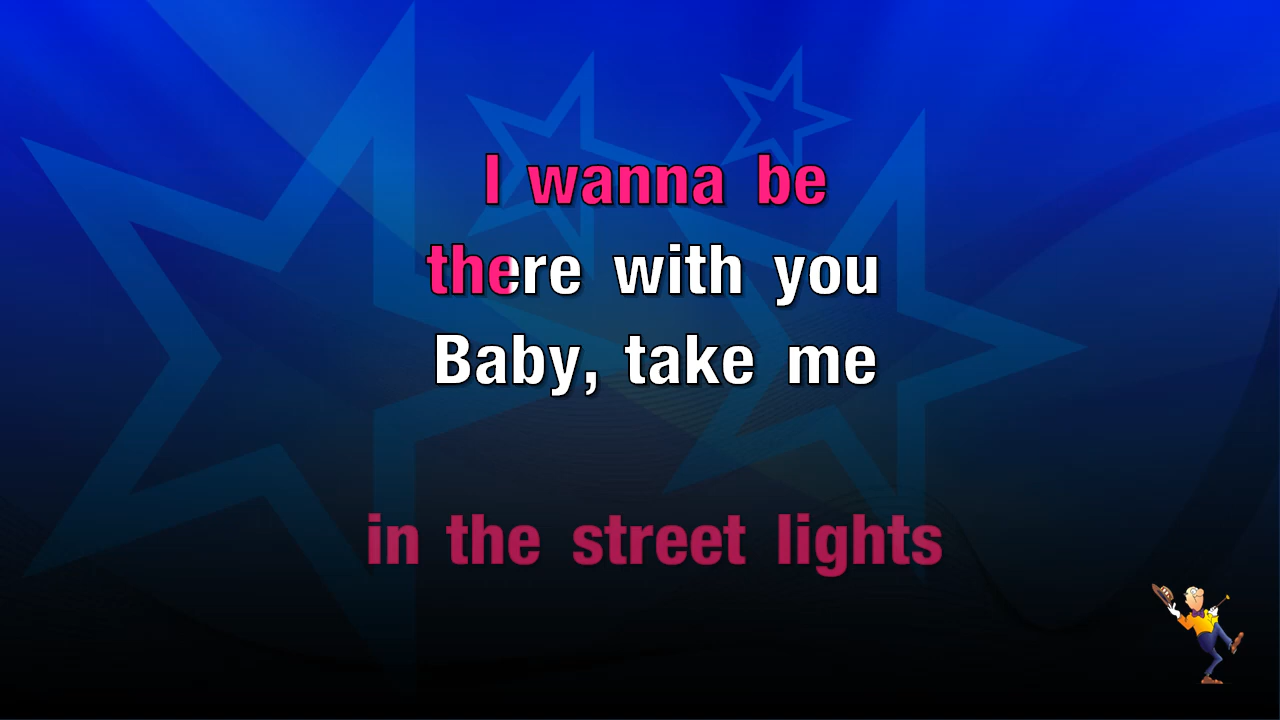 I wanna be
there with you
Baby, take me
in the street lights